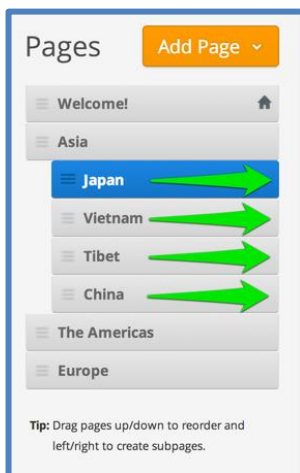 Pages
Add Page
Welcome!
Asia
Japan
Vietnam
Tibet
China
The Americas
Europe
Tip: Drag pages up/down to reorder and
left/right to create subpages.